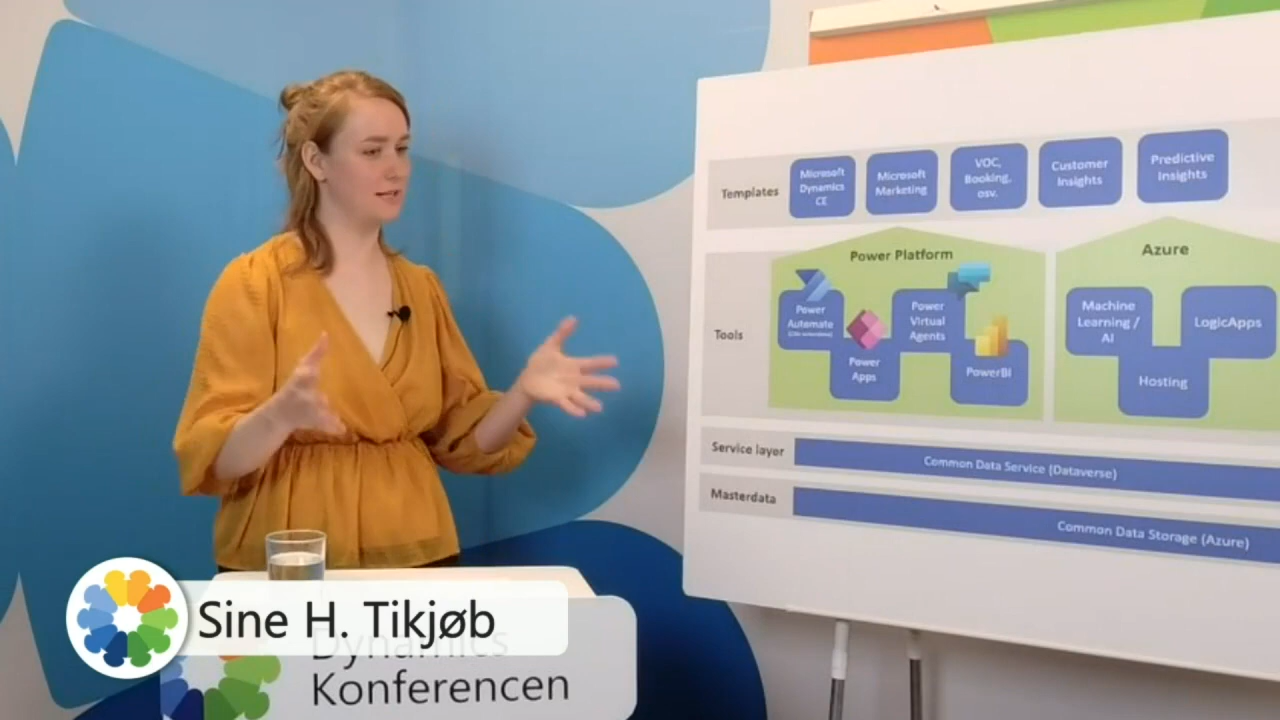 Templates
Microsoft
Dynamics
CE
Microsoft
Marketing
VOC,
Booking,
osv.
Customer
Insights
Predictive
Insights
Tools
Power Platform
Power
Automate
Power
Apps
Power
Virtual
Agents
PowerBI
Azure
Machine
Learning /
AI
Hosting
LogicApps
Service layer
Common Data Service (Dataverse)
Masterdata
Common Data Storage (Azure)
Sine H. Tikjøb
Dynamics
Konferencen